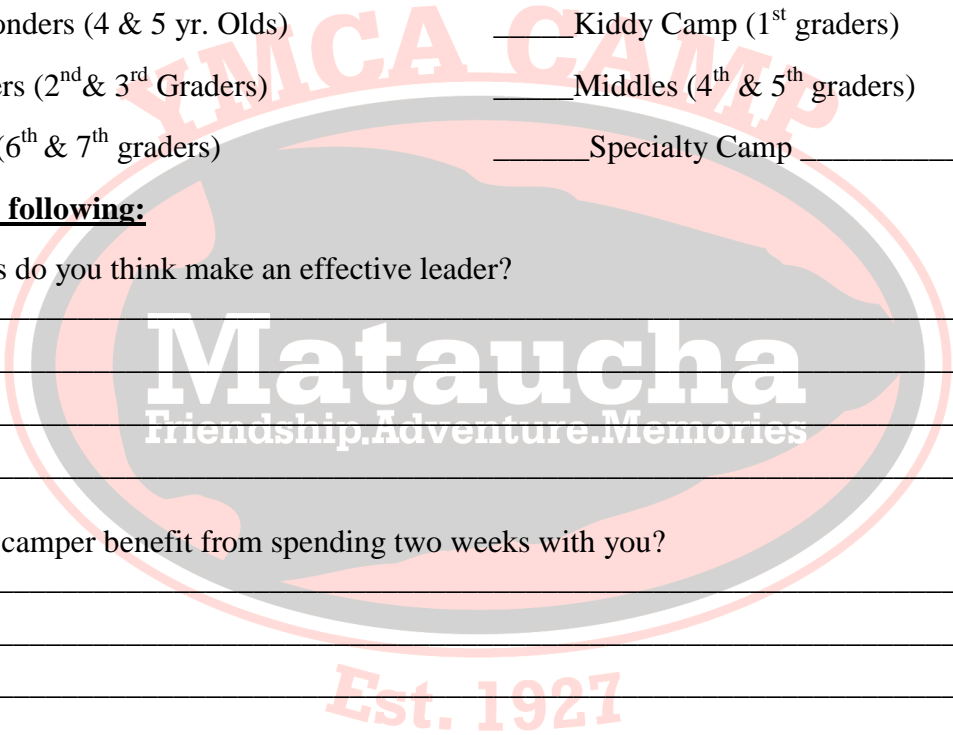 YMCA CAMP
onders (4 & 5 yr. Olds) _____Kiddy Camp (1st graders)
ers (2nd& 3rd Graders) _____Middles (4th & 5th graders)
(6th & 7th graders) ______Specialty Camp __________
following:
s do you think make an effective leader?
Mataucha
Friendship.Adventure.Memories
camper benefit from spending two weeks with you?
Est. 1927